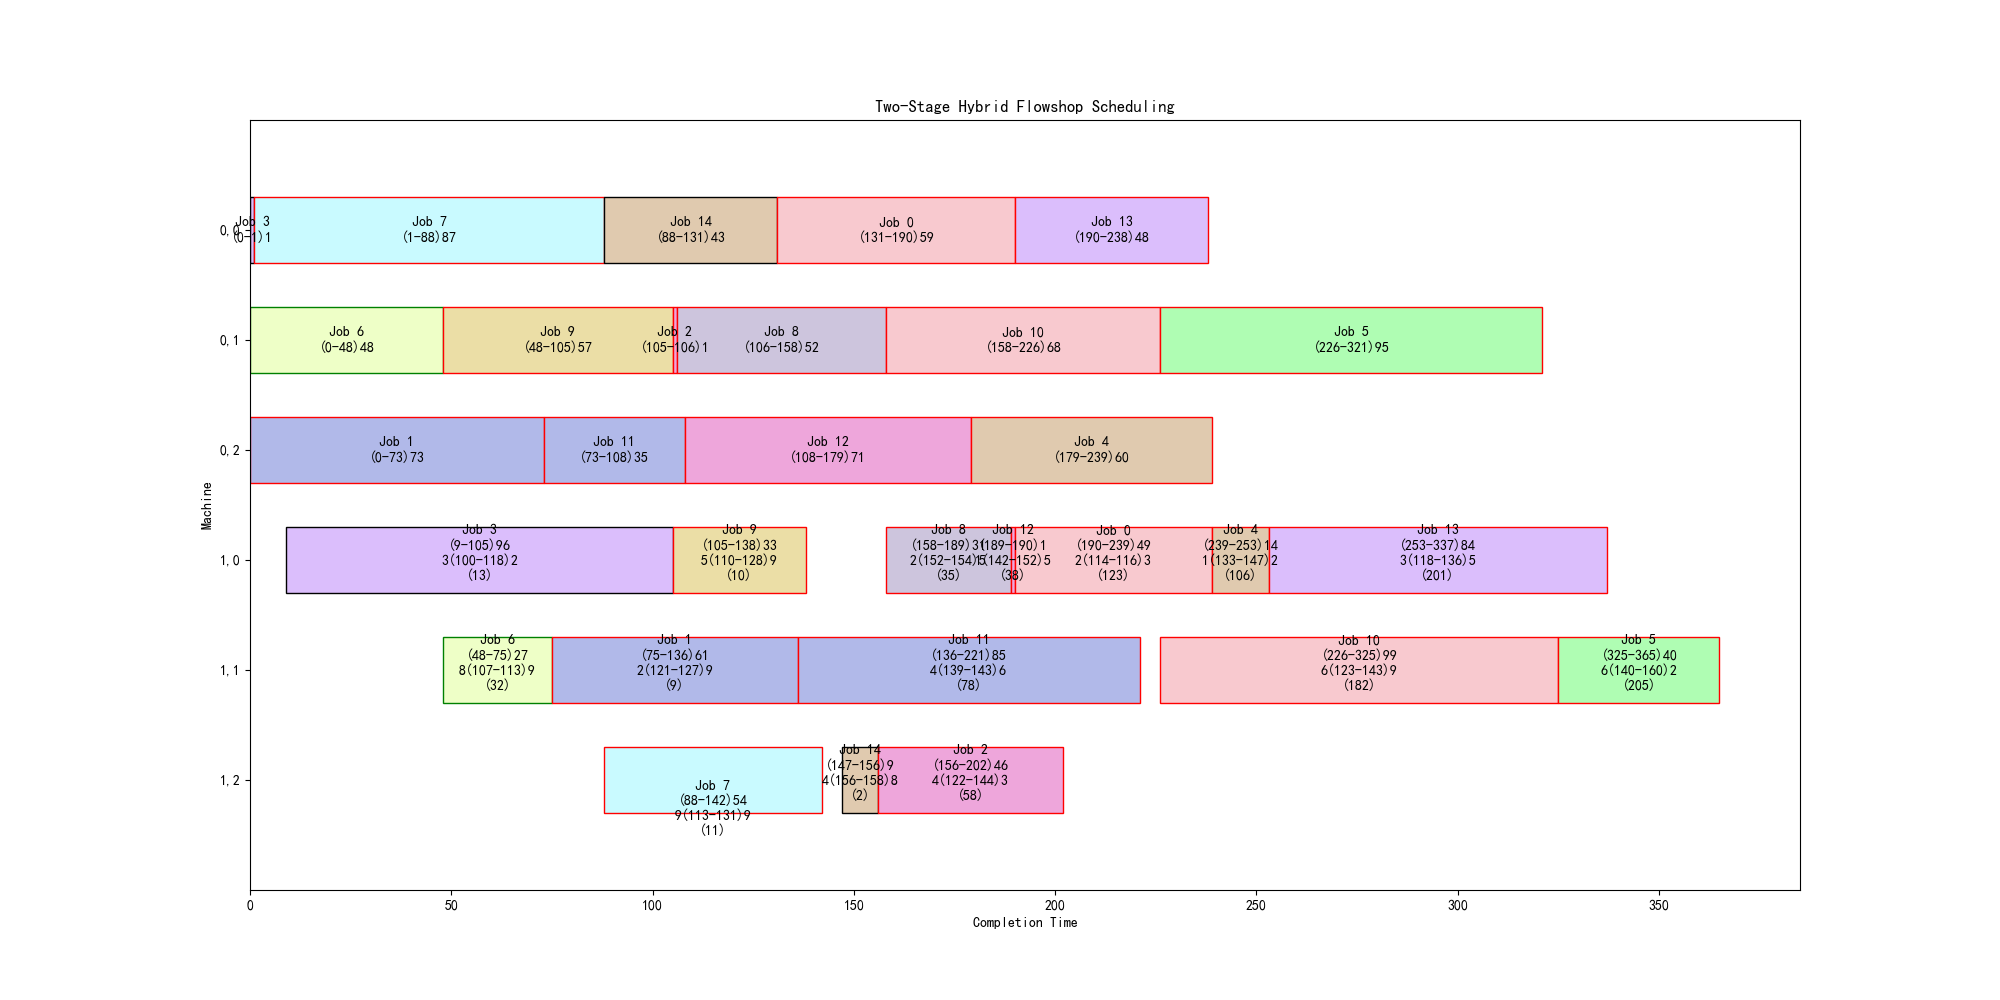 Two-Stage Hybrid Flowshop Scheduling
0,0
Job 3
(0-1)1
Job 7
(1-88)87
Job 14
(88-131)43
Job 0
(131-190)59
Job 13
(190-238)48
0,1
Job 6
(0-48)48
Job 9
(48-105)57
Job 2
(105-106)1
Job 8
(106-158)52
Job 10
(158-226)68
Job 5
(226-321)95
0,2
Job 1
(0-73)73
Job 11
(73-108)35
Job 12
(108-179)71
Job 4
(179-239)60
1,0
Job 3
(9-105)96
3(100-118)2
(13)
Job 9
(105-138)33
5(110-128)9
(10)
Job 8
(158-189)31
2(152-154)5
(35)
Job 12
(189-190)1
(142-152)5
(38)
Job 0
(190-239)49
2(114-116)3
(123)
Job 4
(239-253)14
1(133-147)2
(106)
Job 13
(253-337)84
3(118-136)5
(201)
1,1
Job 6
(48-75)27
8(107-113)9
(32)
Job 1
(75-136)61
2(121-127)9
(9)
Job 11
(136-221)85
4(139-143)6
(78)
Job 10
(226-325)99
6(123-143)9
(182)
Job 5
(325-365)40
6(140-160)2
(205)
1,2
Job 7
(88-142)54
9(113-131)9
(11)
Job 14
(147-156)9
4(156-158)8
(2)
Job 2
(156-202)46
4(122-144)3
(58)
0
50
100
150
200
250
300
350
Completion Time
Machine